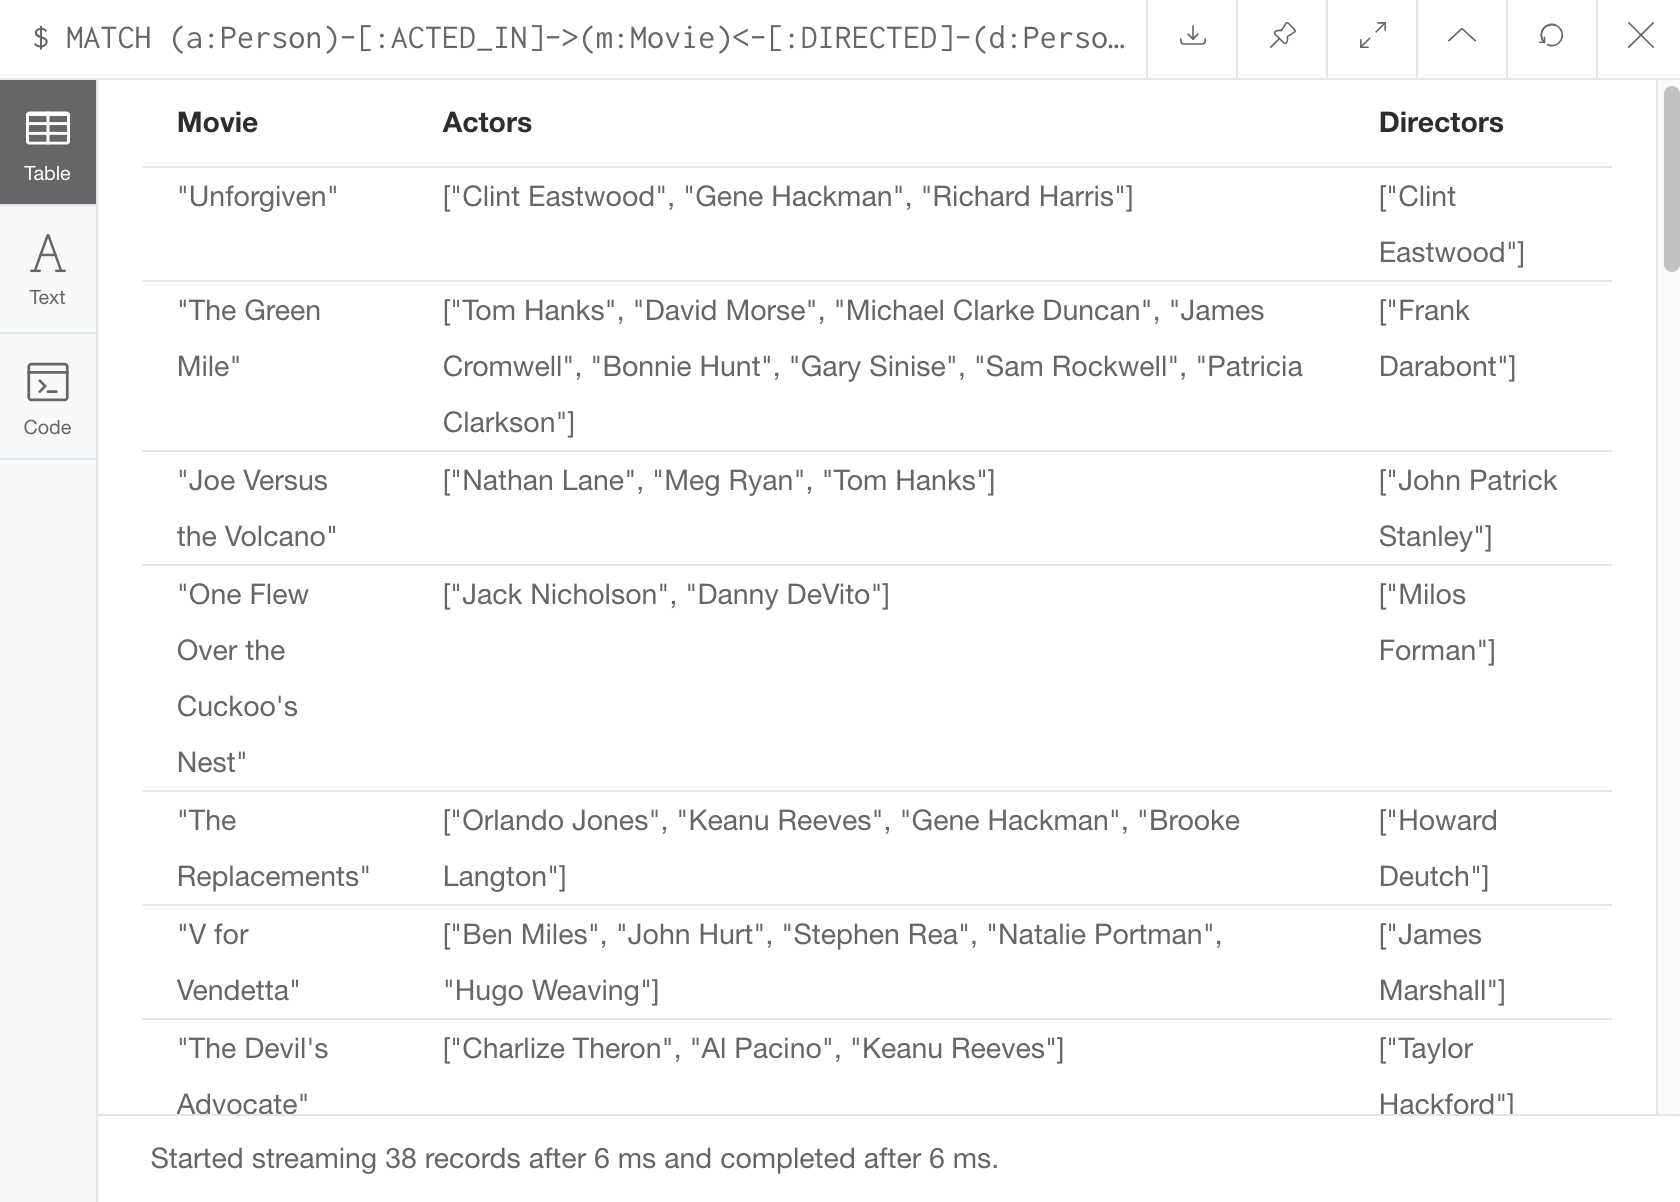 $ MATCH (a:Person)-[:ACTED_IN]->(m:Movie)<-[:DIRECTED]-(d:Perso…
Table
Text
Code
Movie Actors Directors
"Unforgiven" ["Clint Eastwood", "Gene Hackman", "Richard Harris"] ["Clint
Eastwood"]
"The Green ["Tom Hanks", "David Morse", "Michael Clarke Duncan", "James ["Frank
Mile" Cromwell", "Bonnie Hunt", "Gary Sinise", "Sam Rockwell", "Patricia Darabont"]
Clarkson"]
"Joe Versus ["Nathan Lane", "Meg Ryan", "Tom Hanks"] ["John Patrick
the Volcano" Stanley"]
"One Flew ["Jack Nicholson", "Danny DeVito"] ["Milos
Over the Forman"]
Cuckoo's
Nest"
"The ["Orlando Jones", "Keanu Reeves", "Gene Hackman", "Brooke ["Howard
Replacements" Langton"] Deutch"]
"V for ["Ben Miles", "John Hurt", "Stephen Rea", "Natalie Portman", ["James
Vendetta" "Hugo Weaving"] Marshall"]
"The Devil's ["Charlize Theron", "Al Pacino", "Keanu Reeves"] ["Taylor
Advocate" Hackford"]
Started streaming 38 records after 6 ms and completed after 6 ms.